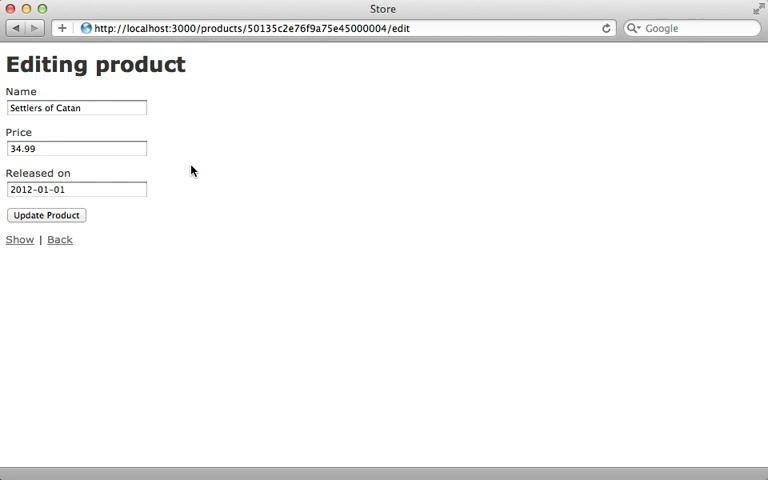 Store
http://localhost:3000/products/50135c2e76f9a75e45000004/edit
Google
Editing product
Name
Settlers of Catan
Price
34.99
Released on
2012-01-01
Update Product
Show | Back